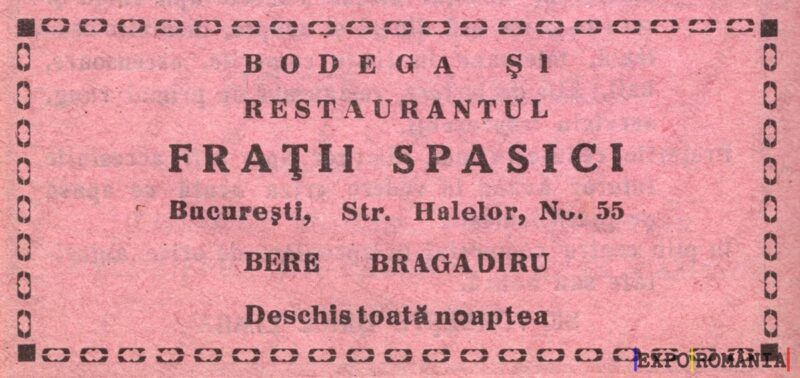 BODEGA ŞI
RESTAURANTUL
FRAŢII SPASICI
Bucureşti, Str. Halelor, No. 55
BERE BRAGADIRU
Deschis toată noaptea
EXPO ROMÂNIA